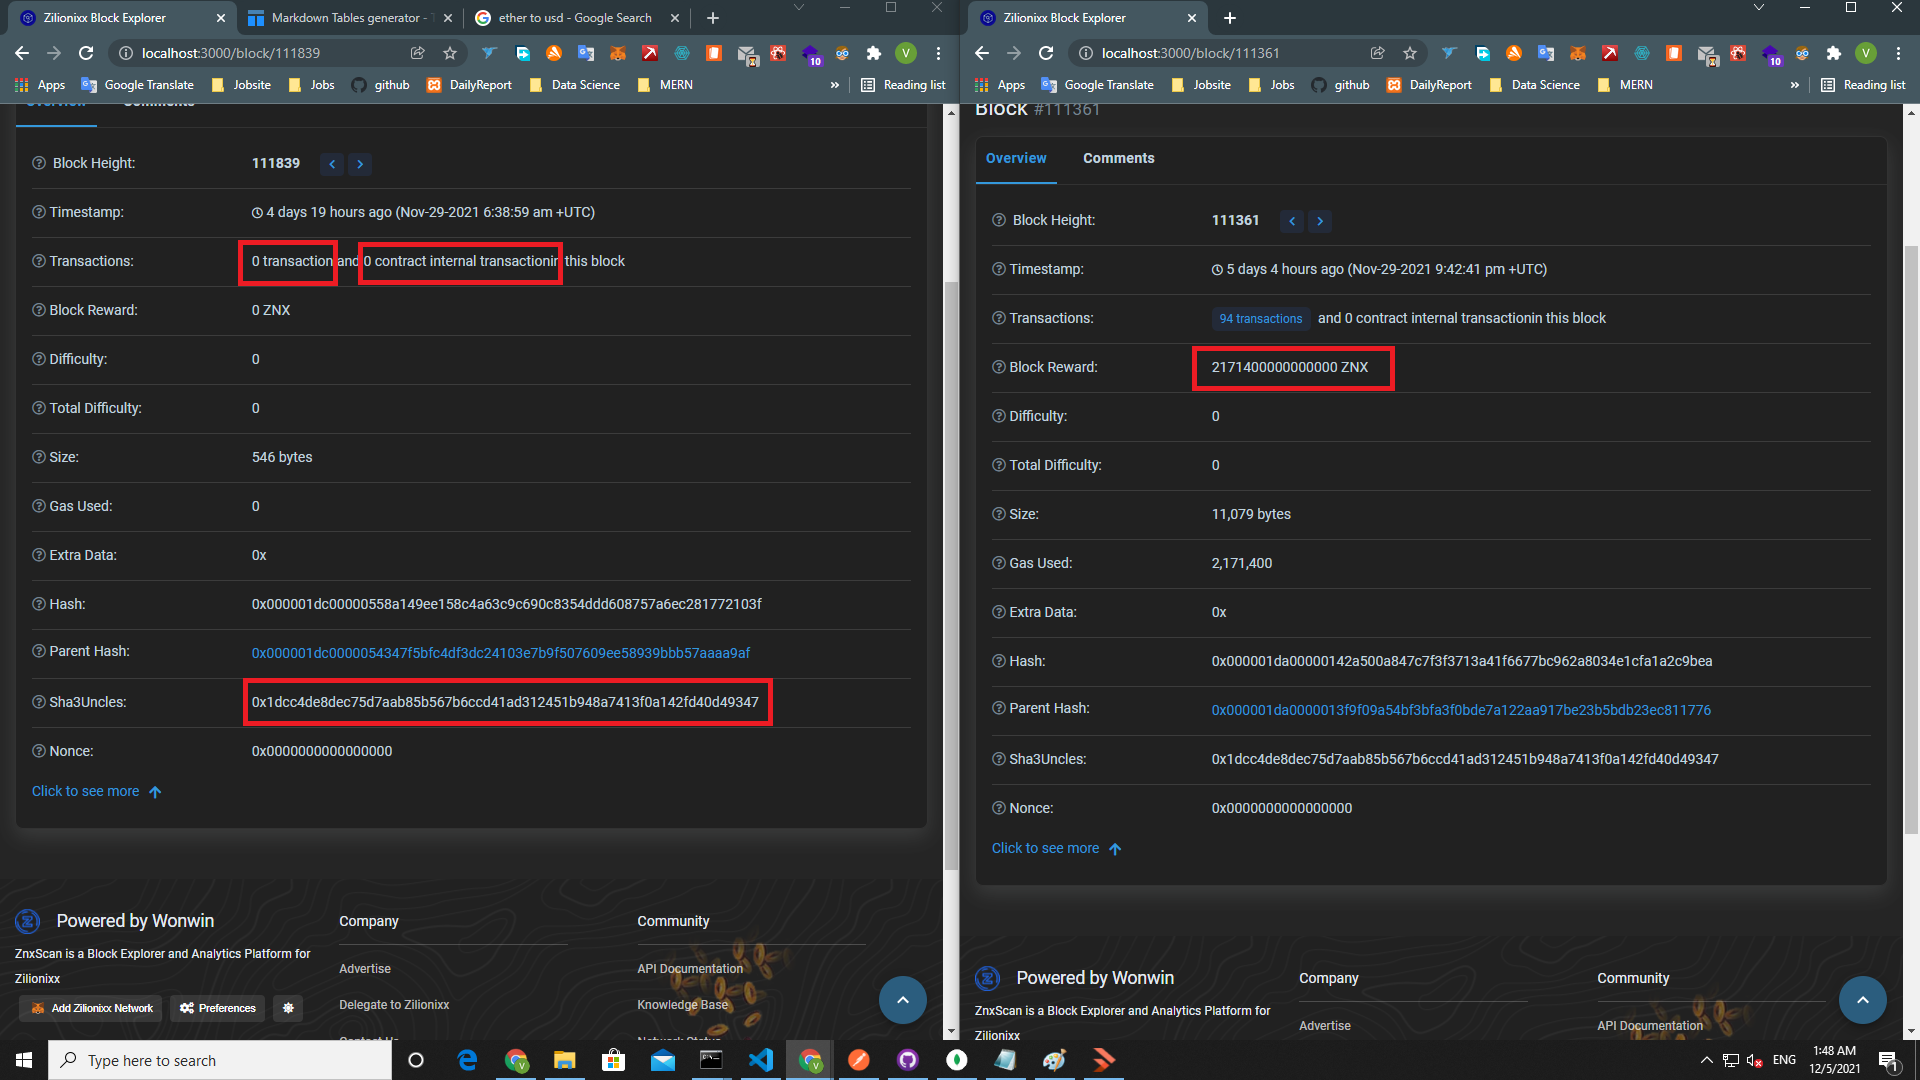 Zilionixx Block Explorer
Markdown Tables generator - T
ether to usd - Google Search
localhost:3000/block/111839
10
V
Apps
Google Translate
Jobsite
Jobs
github
DailyReport
Data Science
MERN
»
Reading list
Overview
Comments
Block Height:
111839
Timestamp:
4 days 19 hours ago (Nov-29-2021 6:38:59 am +UTC)
Transactions:
0 transaction and 0 contract internal transactionin this block
Block Reward:
0 ZNX
Difficulty:
0
Total Difficulty:
0
Size:
546 bytes
Gas Used:
0
Extra Data:
0x
Hash:
0x000001dc00000558a149ee158c4a63c9c690c8354ddd608757a6ec281772103f
Parent Hash:
0x000001dc0000054347f5bfc4df3dc24103e7b9f507609ee58939bbb57aaaa9af
Sha3Uncles:
0x1dcc4de8dec75d7aab85b567b6ccd41ad312451b948a7413f0a142fd40d49347
Nonce:
0x0000000000000000
Click to see more
Powered by Wonwin
ZnxScan is a Block Explorer and Analytics Platform for
Zilionixx
Add Zilionixx Network
Preferences
Company
Advertise
Delegate to Zilionixx
Contact Us
Community
API Documentation
Knowledge Base
Network Status
Zilionixx Block Explorer
localhost:3000/block/111361
10
V
Apps
Google Translate
Jobsite
Jobs
github
DailyReport
Data Science
MERN
»
Reading list
Block #111361
Overview
Comments
Block Height:
111361
Timestamp:
5 days 4 hours ago (Nov-29-2021 9:42:41 pm +UTC)
Transactions:
94 transactions and 0 contract internal transactionin this block
Block Reward:
2171400000000000 ZNX
Difficulty:
0
Total Difficulty:
0
Size:
11,079 bytes
Gas Used:
2,171,400
Extra Data:
0x
Hash:
0x000001da00000142a500a847c7f3f3713a41f6677bc962a8034e1cfa1a2c9bea
Parent Hash:
0x000001da0000013f9f09a54bf3bfa3f0bde7a122aa917be23b5bdb23ec811776
Sha3Uncles:
0x1dcc4de8dec75d7aab85b567b6ccd41ad312451b948a7413f0a142fd40d49347
Nonce:
0x0000000000000000
Click to see more
Powered by Wonwin
ZnxScan is a Block Explorer and Analytics Platform for
Zilionixx
Company
Advertise
Community
API Documentation
Type here to search
ENG
1:48 AM
12/5/2021
1